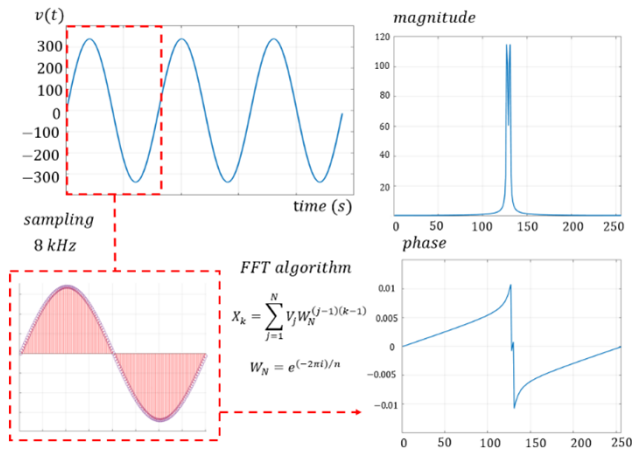 v(t)
300
200
100
0
−100
−200
−300
time (s)
magnitude
120
100
80
60
40
20
0 50 100 150 200 250
sampling
8 kHz
FFT algorithm
X_k = \sum_{j=1}^{N} V_j W_N^{(j-1)(k-1)}
W_N = e^{(-2πi)/n}
phase
0.01
0.005
0
−0.005
−0.01
0 50 100 150 200 250